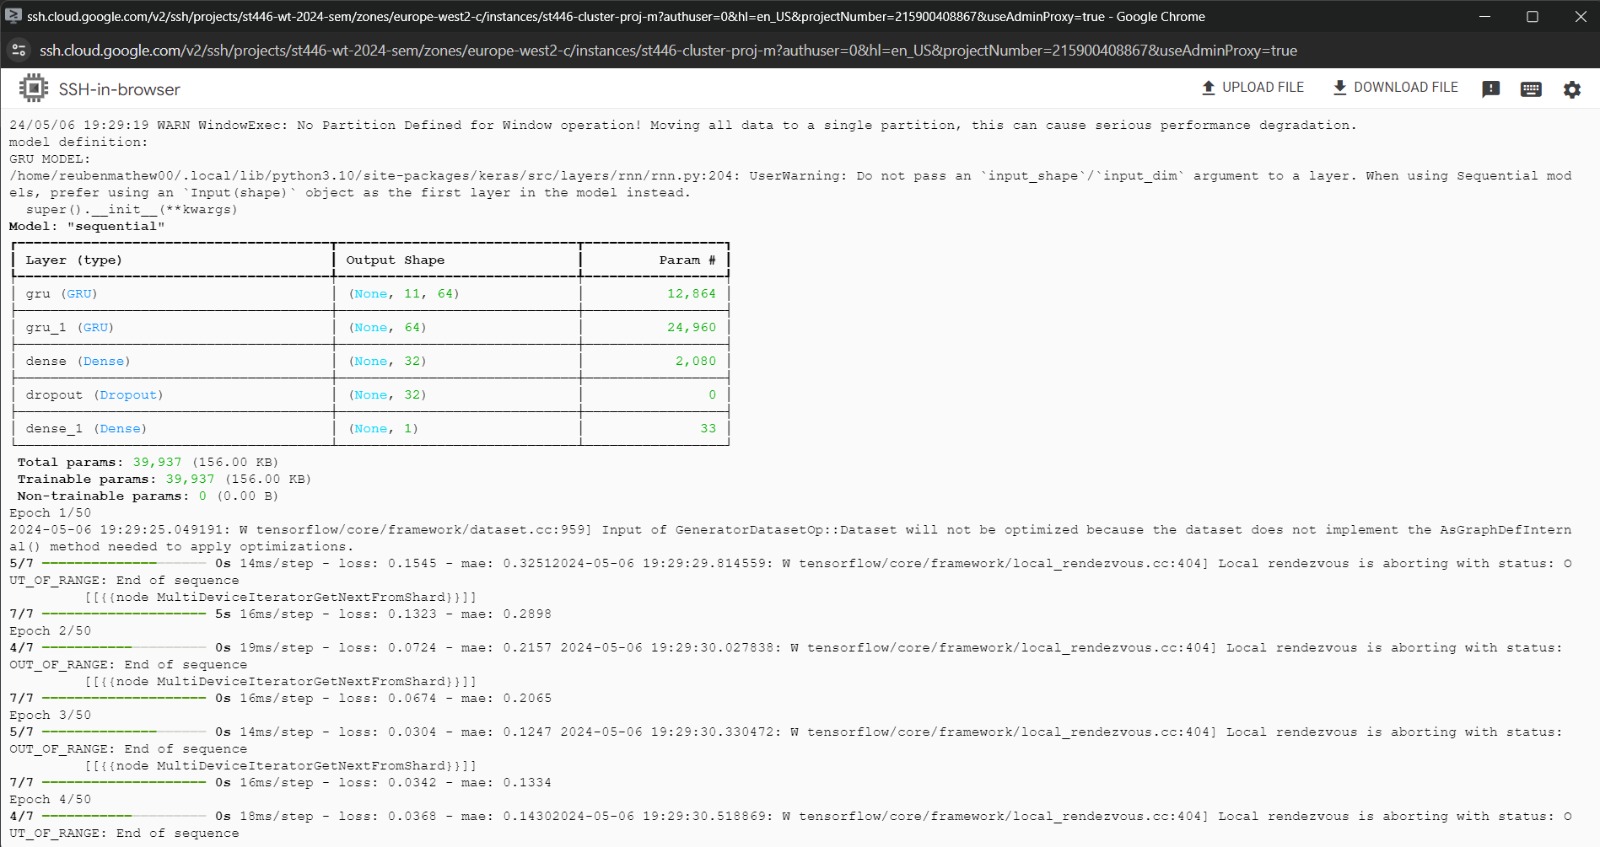 ssh.cloud.google.com/v2/ssh/projects/st446-wt-2024-sem/zones/europe-west2-c/instances/st446-cluster-proj-m?authuser=0&hl=en_US&projectNumber=215900408867&useAdminProxy=true - Google Chrome
ssh.cloud.google.com/v2/ssh/projects/st446-wt-2024-sem/zones/europe-west2-c/instances/st446-cluster-proj-m?authuser=0&hl=en_US&projectNumber=215900408867&useAdminProxy=true
SSH-in-browser UPLOAD FILE DOWNLOAD FILE
24/05/06 19:29:19 WARN WindowExec: No Partition Defined for Window operation! Moving all data to a single partition, this can cause serious performance degradation.
model definition:
GRU MODEL:
/home/reubenmathew00/.local/lib/python3.10/site-packages/keras/src/layers/rnn/rnn.py:204: UserWarning: Do not pass an `input_shape`/`input_dim` argument to a layer. When using Sequential mod
els, prefer using an `Input(shape)` object as the first layer in the model instead.
super().__init__(**kwargs)
Model: "sequential"
Layer (type) Output Shape Param #
gru (GRU) (None, 11, 64) 12,864
gru_1 (GRU) (None, 64) 24,960
dense (Dense) (None, 32) 2,080
dropout (Dropout) (None, 32) 0
dense_1 (Dense) (None, 1) 33
Total params: 39,937 (156.00 KB)
Trainable params: 39,937 (156.00 KB)
Non-trainable params: 0 (0.00 B)
Epoch 1/50
2024-05-06 19:29:25.049191: W tensorflow/core/framework/dataset.cc:959] Input of GeneratorDatasetOp::Dataset will not be optimized because the dataset does not implement the AsGraphDefIntern
al() method needed to apply optimizations.
5/7 0s 14ms/step - loss: 0.1545 - mae: 0.32512024-05-06 19:29:29.814559: W tensorflow/core/framework/local_rendezvous.cc:404] Local rendezvous is aborting with status: O
UT_OF_RANGE: End of sequence
[[{{node MultiDeviceIteratorGetNextFromShard}}]]
7/7 5s 16ms/step - loss: 0.1323 - mae: 0.2898
Epoch 2/50
4/7 0s 19ms/step - loss: 0.0724 - mae: 0.2157 2024-05-06 19:29:30.027838: W tensorflow/core/framework/local_rendezvous.cc:404] Local rendezvous is aborting with status:
OUT_OF_RANGE: End of sequence
[[{{node MultiDeviceIteratorGetNextFromShard}}]]
7/7 0s 16ms/step - loss: 0.0674 - mae: 0.2065
Epoch 3/50
5/7 0s 14ms/step - loss: 0.0304 - mae: 0.1247 2024-05-06 19:29:30.330472: W tensorflow/core/framework/local_rendezvous.cc:404] Local rendezvous is aborting with status:
OUT_OF_RANGE: End of sequence
[[{{node MultiDeviceIteratorGetNextFromShard}}]]
7/7 0s 16ms/step - loss: 0.0342 - mae: 0.1334
Epoch 4/50
4/7 0s 18ms/step - loss: 0.0368 - mae: 0.14302024-05-06 19:29:30.518869: W tensorflow/core/framework/local_rendezvous.cc:404] Local rendezvous is aborting with status: O
UT_OF_RANGE: End of sequence